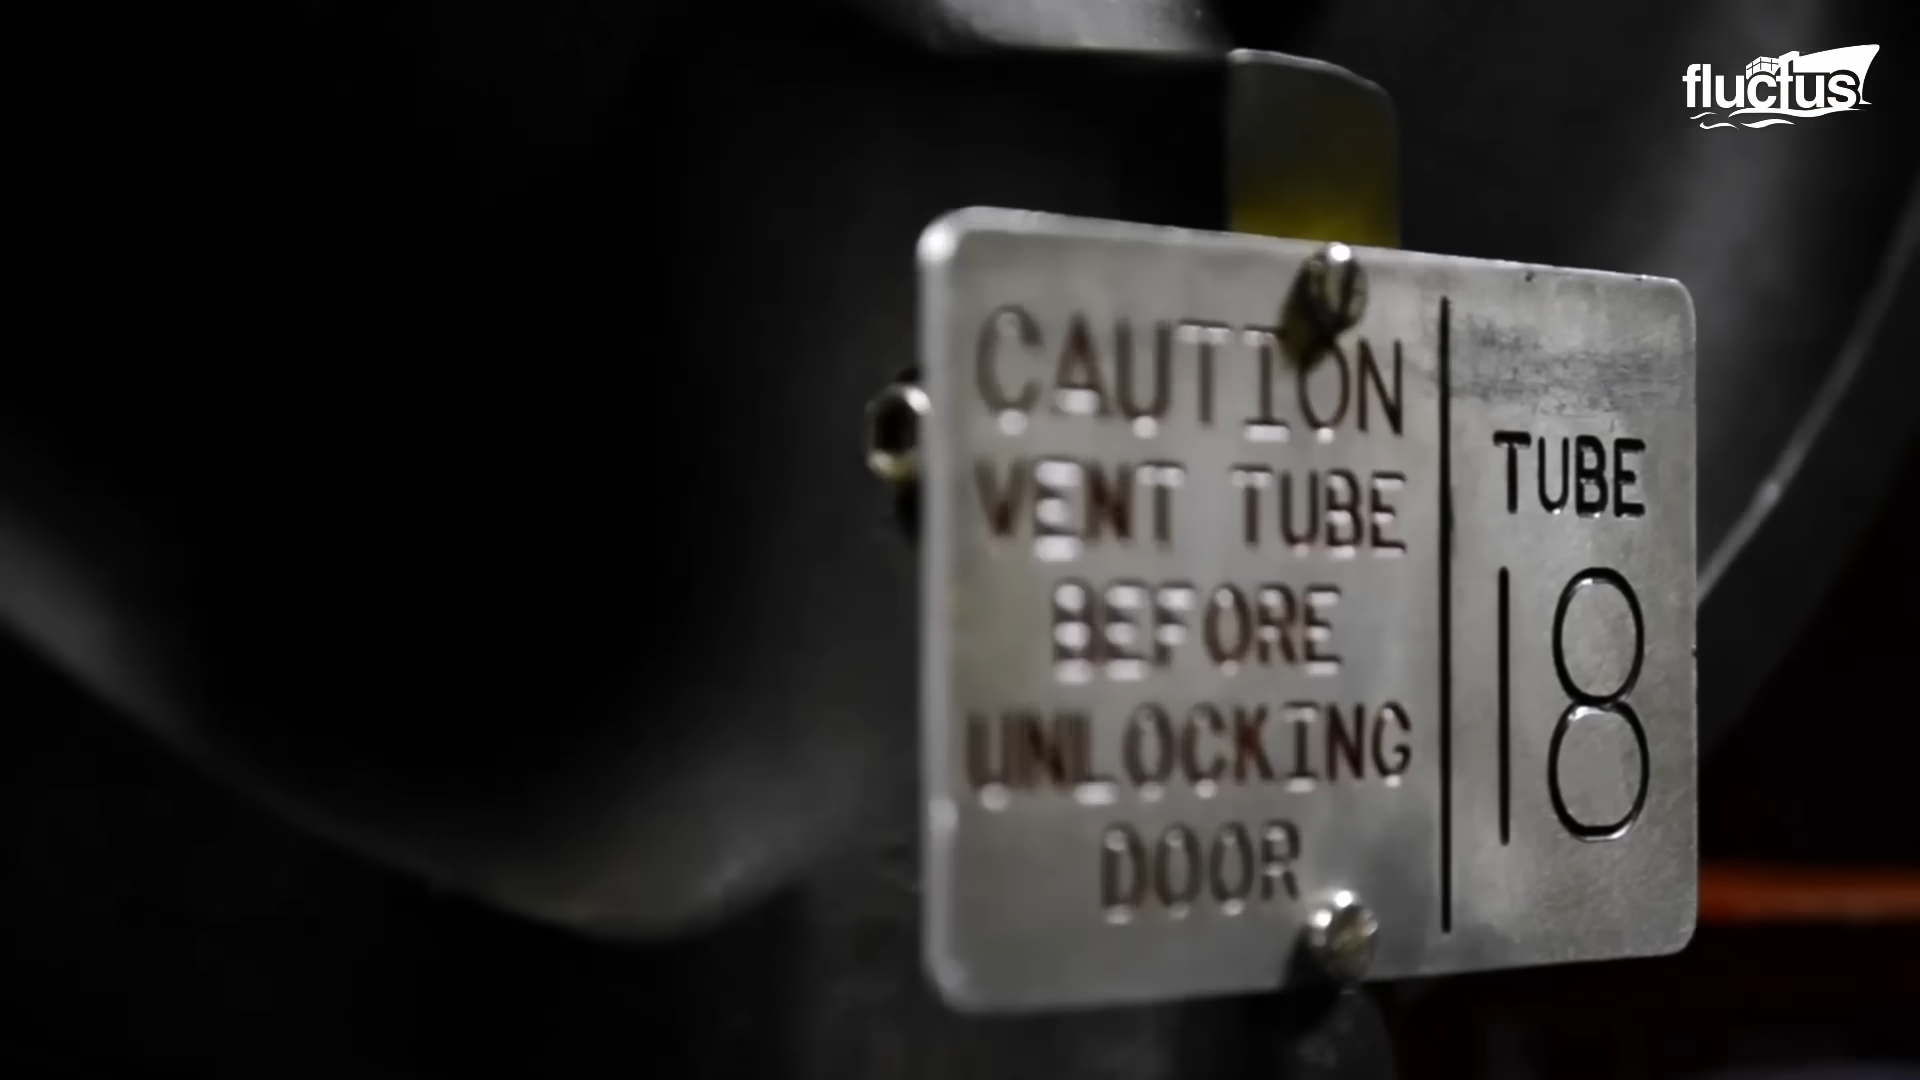 fluctus
CAUTION
VENT TUBE
BEFORE
UNLOCKING
DOOR
TUBE
18